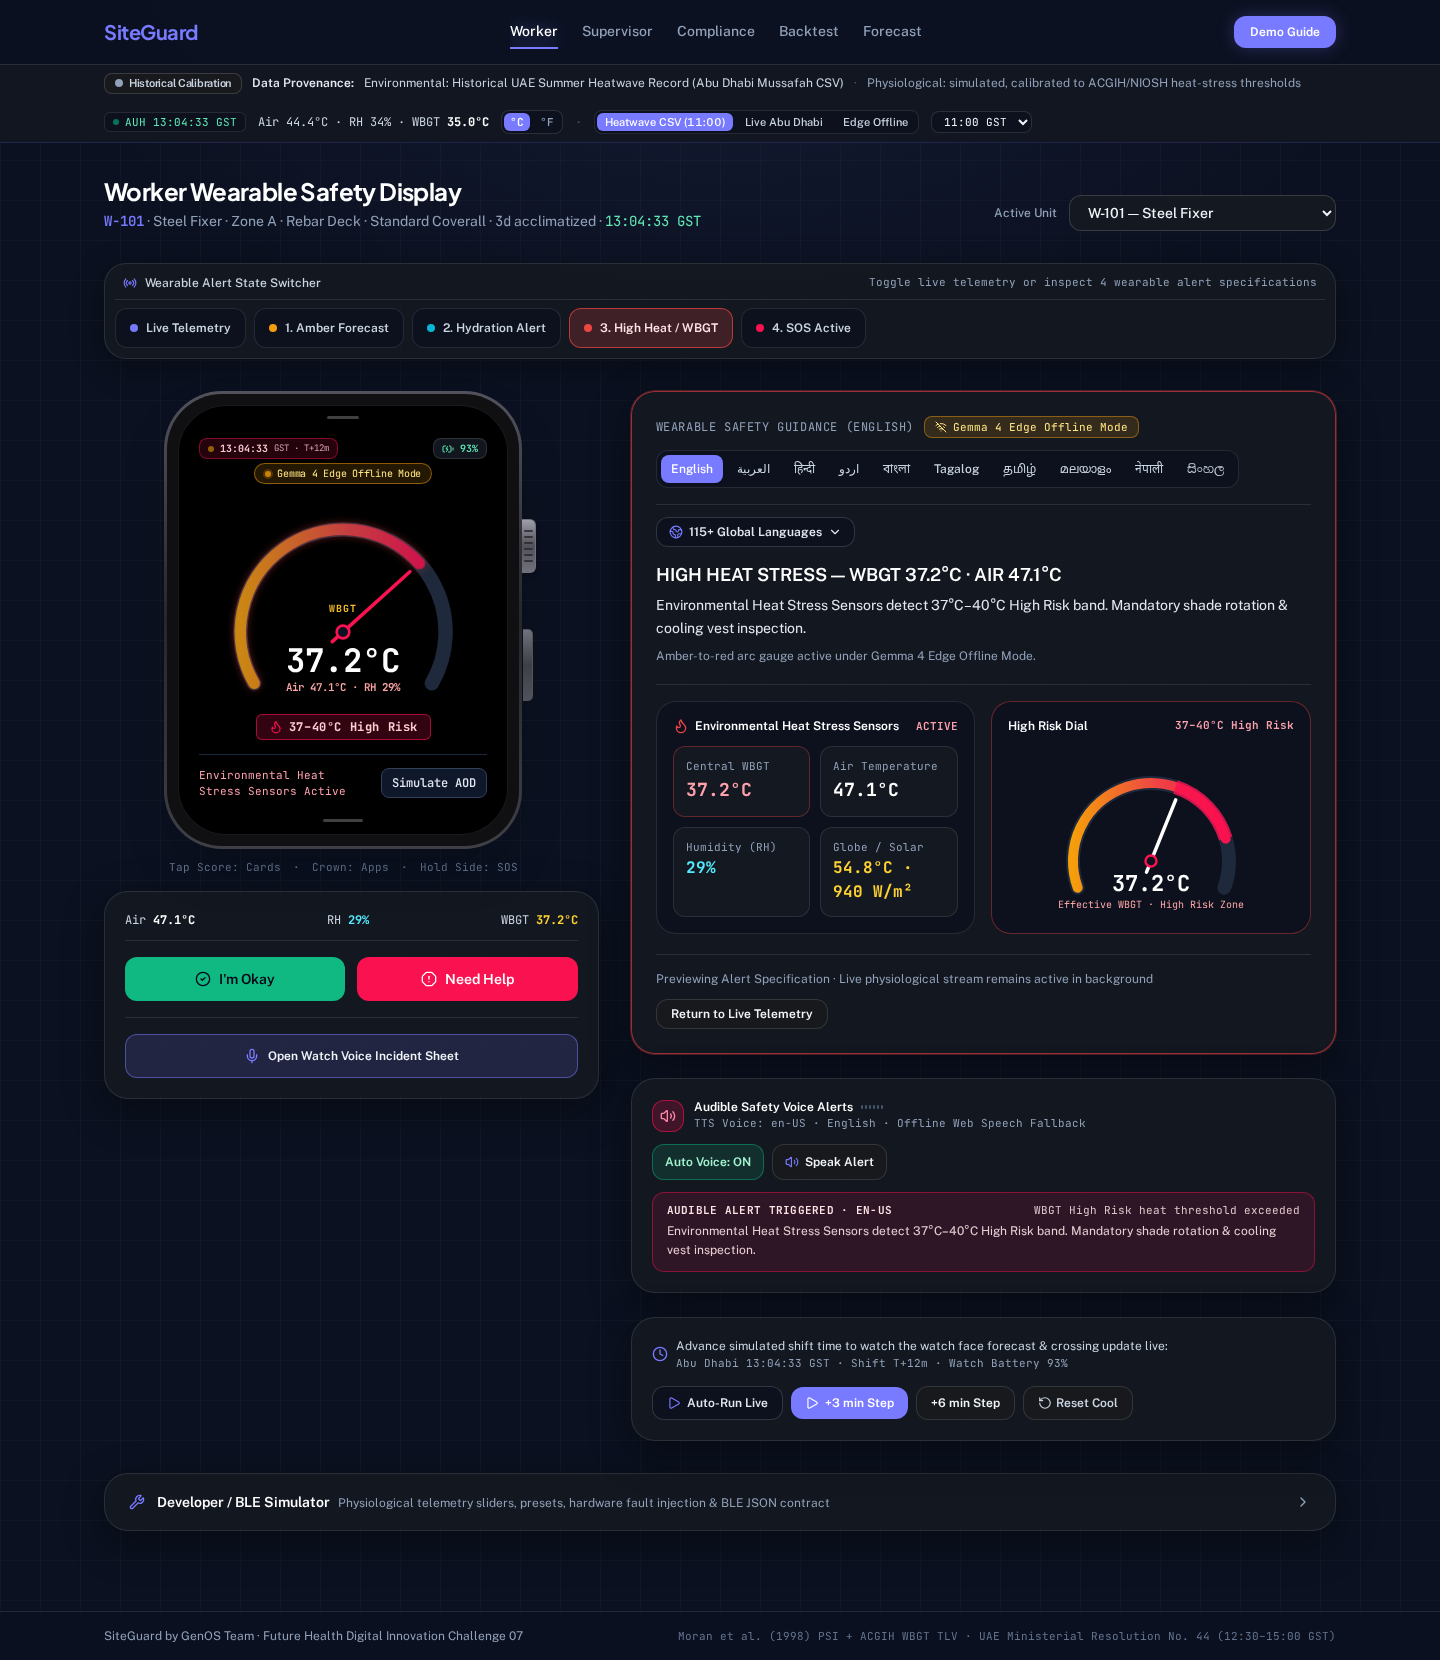 SiteGuard
Worker Supervisor Compliance Backtest Forecast
Demo Guide
Historical Calibration Data Provenance: Environmental: Historical UAE Summer Heatwave Record (Abu Dhabi Mussafah CSV) · Physiological: simulated, calibrated to ACGIH/NIOSH heat-stress thresholds
AUH 13:04:33 GST Air 44.4°C · RH 34% · WBGT 35.0°C °C °F · Heatwave CSV (11:00) Live Abu Dhabi Edge Offline 11:00 GST
Worker Wearable Safety Display
W-101 · Steel Fixer · Zone A · Rebar Deck · Standard Coverall · 3d acclimatized · 13:04:33 GST
Active Unit W-101 — Steel Fixer
Wearable Alert State Switcher
Toggle live telemetry or inspect 4 wearable alert specifications
Live Telemetry 1. Amber Forecast 2. Hydration Alert 3. High Heat / WBGT 4. SOS Active
13:04:33 GST · T+12m 93%
Gemma 4 Edge Offline Mode
WBGT
37.2°C
Air 47.1°C · RH 29%
37–40°C High Risk
Environmental Heat
Stress Sensors Active
Simulate AOD
Tap Score: Cards · Crown: Apps · Hold Side: SOS
Air 47.1°C RH 29% WBGT 37.2°C
I'm Okay Need Help
Open Watch Voice Incident Sheet
WEARABLE SAFETY GUIDANCE (ENGLISH) Gemma 4 Edge Offline Mode
English العربية हिन्दी اردو বাংলা Tagalog தமிழ் മലയാളം नेपाली සිංහල
115+ Global Languages
HIGH HEAT STRESS — WBGT 37.2°C · AIR 47.1°C
Environmental Heat Stress Sensors detect 37°C–40°C High Risk band. Mandatory shade rotation &
cooling vest inspection.
Amber-to-red arc gauge active under Gemma 4 Edge Offline Mode.
Environmental Heat Stress Sensors ACTIVE
Central WBGT
37.2°C
Air Temperature
47.1°C
Humidity (RH)
29%
Globe / Solar
54.8°C ·
940 W/m²
High Risk Dial 37–40°C High Risk
37.2°C
Effective WBGT · High Risk Zone
Previewing Alert Specification · Live physiological stream remains active in background
Return to Live Telemetry
Audible Safety Voice Alerts
TTS Voice: en-US · English · Offline Web Speech Fallback
Auto Voice: ON Speak Alert
AUDIBLE ALERT TRIGGERED · EN-US WBGT High Risk heat threshold exceeded
Environmental Heat Stress Sensors detect 37°C–40°C High Risk band. Mandatory shade rotation & cooling
vest inspection.
Advance simulated shift time to watch the watch face forecast & crossing update live:
Abu Dhabi 13:04:33 GST · Shift T+12m · Watch Battery 93%
Auto-Run Live +3 min Step +6 min Step Reset Cool
Developer / BLE Simulator Physiological telemetry sliders, presets, hardware fault injection & BLE JSON contract
SiteGuard by GenOS Team · Future Health Digital Innovation Challenge 07
Moran et al. (1998) PSI + ACGIH WBGT TLV · UAE Ministerial Resolution No. 44 (12:30–15:00 GST)